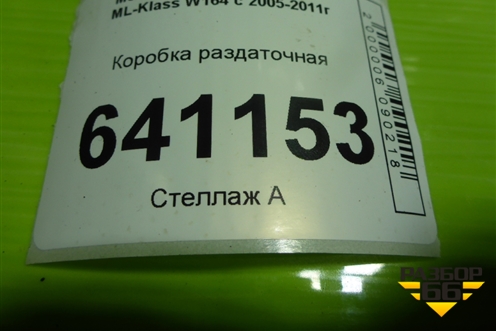 ML-Klass W164 с 2005-2011г
Коробка раздаточная
641153
Стеллаж А
2000006090218
РАЗБОР
66